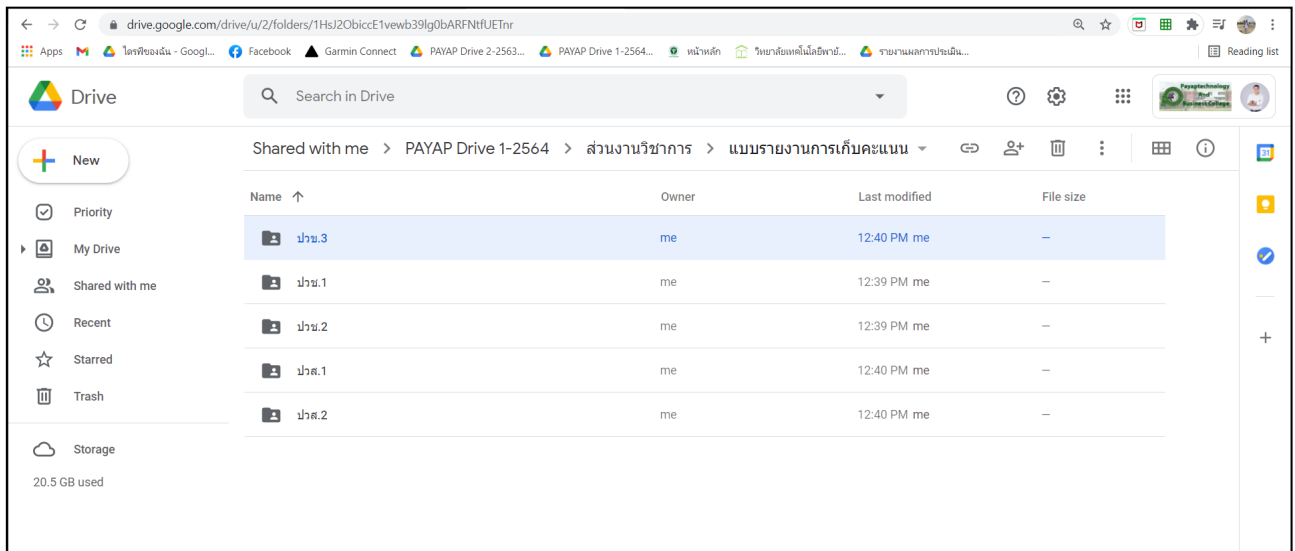 drive.google.com/drive/u/2/folders/1HsJ2ObiccE1vewb39lg0bARFNtfUETnr
Apps ไดรฟ์ของฉัน - Googl... Facebook Garmin Connect PAYAP Drive 2-2563... PAYAP Drive 1-2564... หน้าหลัก วิทยาลัยเทคโนโลยีพายั... รายงานผลการประเมิน... Reading list
Drive Search in Drive Payaptechnology And Business College
New Shared with me > PAYAP Drive 1-2564 > ส่วนงานวิชาการ > แบบรายงานการเก็บคะแนน 31
Name Owner Last modified File size
Priority
ปวข.3 me 12:40 PM me –
My Drive
ปวช.1 me 12:39 PM me –
Shared with me
Recent
ปวช.2 me 12:39 PM me –
Starred
ปวส.1 me 12:40 PM me –
Trash
ปวส.2 me 12:40 PM me –
Storage
20.5 GB used